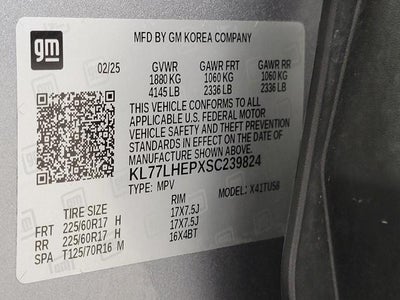 gm
MFD BY GM KOREA COMPANY
02/25 GVWR GAWR FRT GAWR RR
1880 KG 1060 KG 1060 KG
4145 LB 2336 LB 2336 LB
THIS VEHICLE CONFORMS TO ALL
APPLICABLE U.S. FEDERAL MOTOR
VEHICLE SAFETY AND THEFT PREVENTION
STANDARDS IN EFFECT ON THE DATE OF
MANUFACTURE SHOWN ABOVE.
KL77LHEPXSC239824
TYPE: MPV MODEL: X41TUS6
TIRE SIZE RIM
FRT 225/60R17 H 17X7.5J
RR 225/60R17 H 17X7.5J
SPA T125/70R16 M 16X4BT